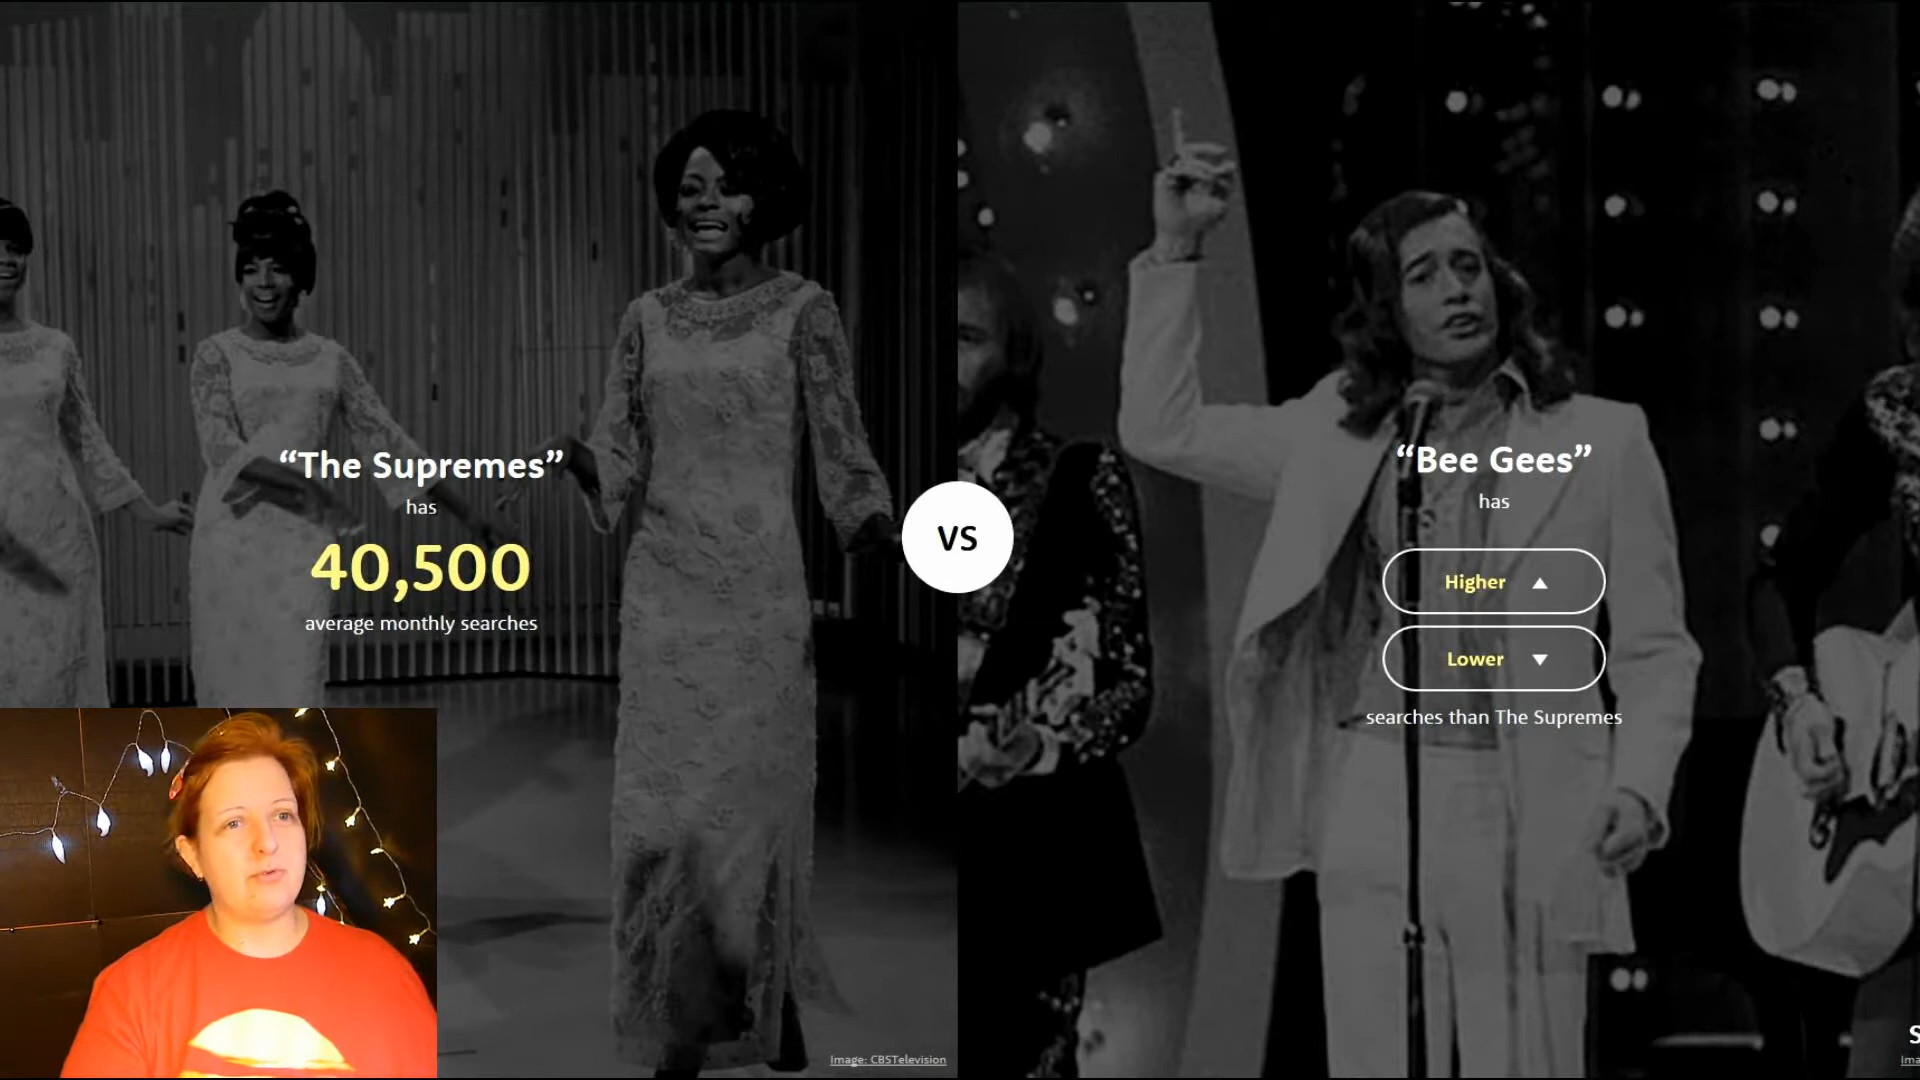 “The Supremes”
has
40,500
average monthly searches
VS
“Bee Gees”
has
Higher ▲
Lower ▼
searches than The Supremes
Image: CBSTelevision
S
Ima